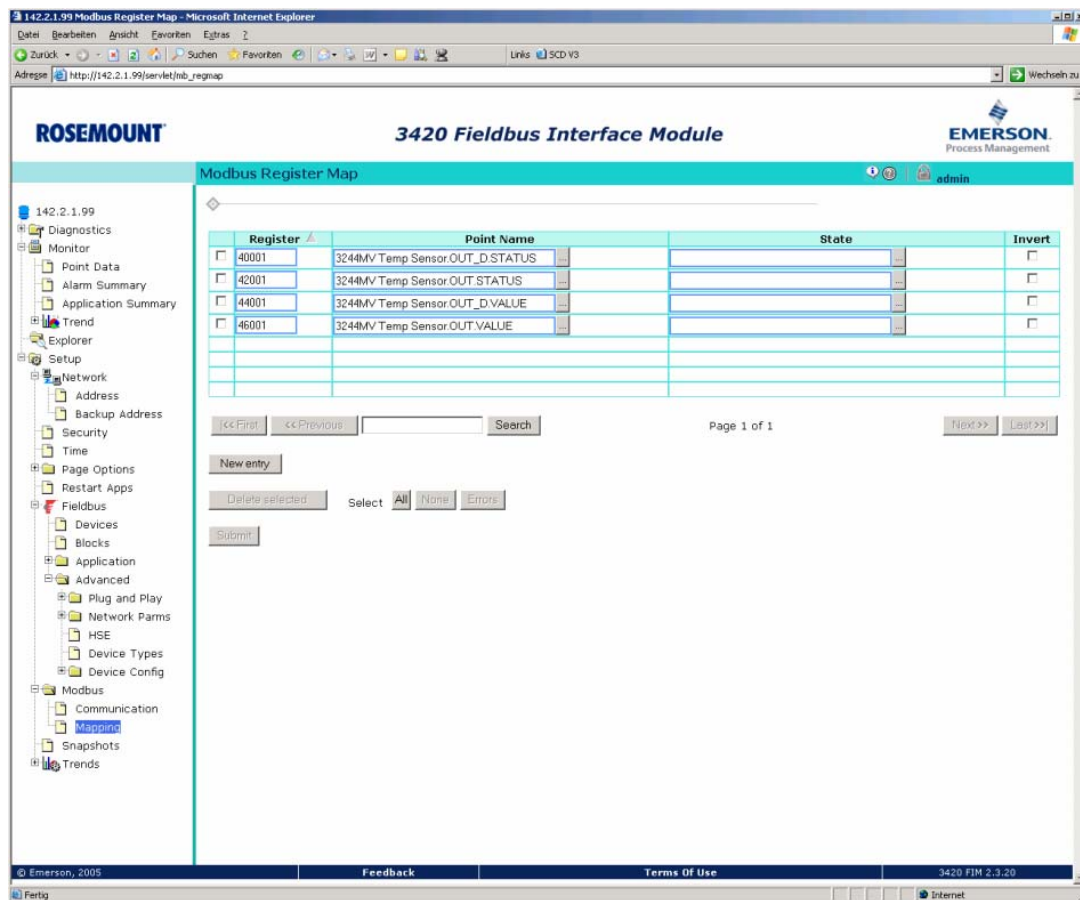 142.2.1.99 Modbus Register Map - Microsoft Internet Explorer
Datei Bearbeiten Ansicht Favoriten Extras ?
Zurück Suchen Favoriten Links SCD V3
Adresse http://142.2.1.99/servlet/mb_regmap Wechseln zu
ROSEMOUNT 3420 Fieldbus Interface Module EMERSON.
Process Management
Modbus Register Map admin
142.2.1.99
Diagnostics
Monitor
Point Data
Alarm Summary
Application Summary
Trend
Explorer
Setup
Network
Address
Backup Address
Security
Time
Page Options
Restart Apps
Fieldbus
Devices
Blocks
Application
Advanced
Plug and Play
Network Parms
HSE
Device Types
Device Config
Modbus
Communication
Mapping
Snapshots
Trends
Register Point Name State Invert
40001 3244MV Temp Sensor.OUT_D.STATUS ...
42001 3244MV Temp Sensor.OUT.STATUS ...
44001 3244MV Temp Sensor.OUT_D.VALUE ...
46001 3244MV Temp Sensor.OUT.VALUE ...
|<< First << Previous Search Page 1 of 1 Next >> Last >>|
New entry
Delete selected Select All None Errors
Submit
© Emerson, 2005 Feedback Terms Of Use 3420 FIM 2.3.20
Fertig Internet